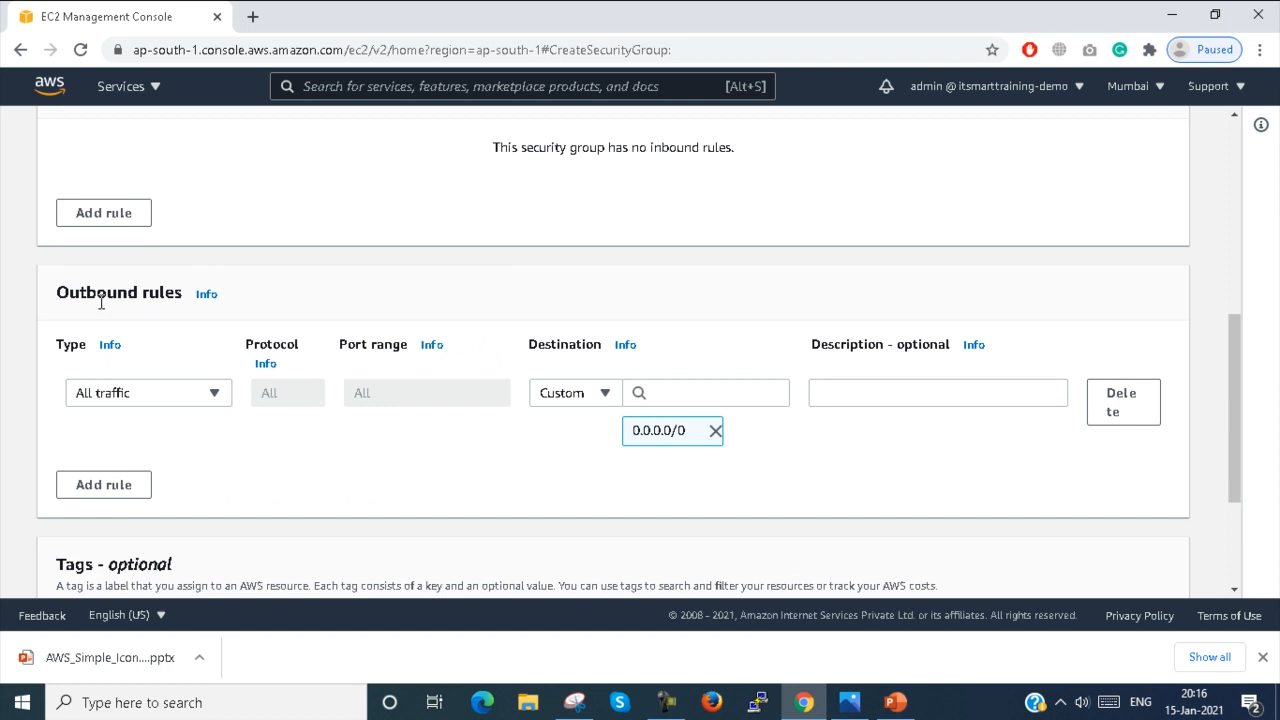 EC2 Management Console
ap-south-1.console.aws.amazon.com/ec2/v2/home?region=ap-south-1#CreateSecurityGroup:
Paused
aws
Services
Search for services, features, marketplace products, and docs
[Alt+S]
admin @ itsmarttraining-demo
Mumbai
Support
This security group has no inbound rules.
Add rule
Outbound rules
Info
Type Info
Protocol Info
Port range Info
Destination Info
Description - optional Info
All traffic
All
All
Custom
Dele
te
0.0.0.0/0
Add rule
Tags - optional
A tag is a label that you assign to an AWS resource. Each tag consists of a key and an optional value. You can use tags to search and filter your resources or track your AWS costs.
Feedback
English (US)
© 2008 - 2021, Amazon Internet Services Private Ltd. or its affiliates. All rights reserved.
Privacy Policy
Terms of Use
AWS_Simple_Icon....pptx
Show all
Type here to search
ENG
20:16
15-Jan-2021
2